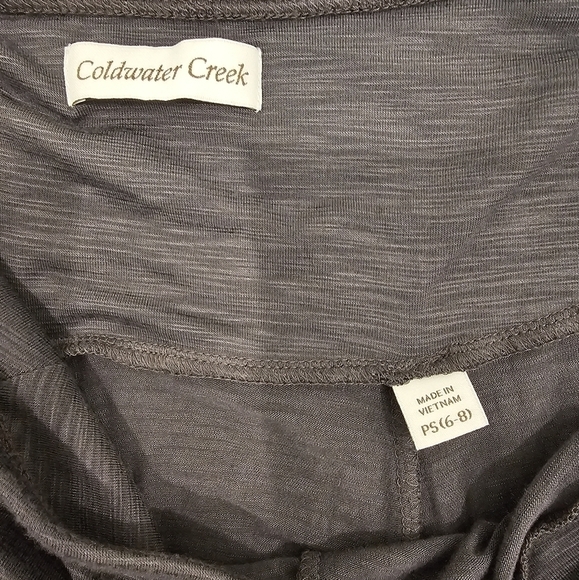 Coldwater Creek
MADE IN
VIETNAM
PS(6-8)